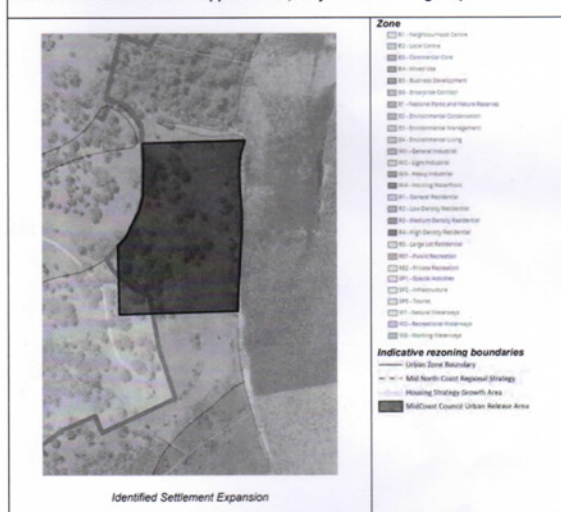 Zone
B1 - Neighbourhood Centre
B2 - Local Centre
B3 - Commercial Core
B4 - Mixed Use
B5 - Business Development
B6 - Enterprise Corridor
E1 - National Parks and Nature Reserves
E2 - Environmental Conservation
E3 - Environmental Management
E4 - Environmental Living
IN1 - General Industrial
IN2 - Light Industrial
IN3 - Heavy Industrial
IN4 - Working Waterfront
R1 - General Residential
R2 - Low Density Residential
R3 - Medium Density Residential
R4 - High Density Residential
R5 - Large Lot Residential
RE1 - Public Recreation
RE2 - Private Recreation
SP1 - Special Activities
SP2 - Infrastructure
SP3 - Tourist
W1 - Natural Waterways
W2 - Recreational Waterways
W3 - Working Waterways
Indicative rezoning boundaries
Urban Zone Boundary
Mid North Coast Regional Strategy
Housing Strategy Growth Area
MidCoast Council Urban Release Area
Identified Settlement Expansion